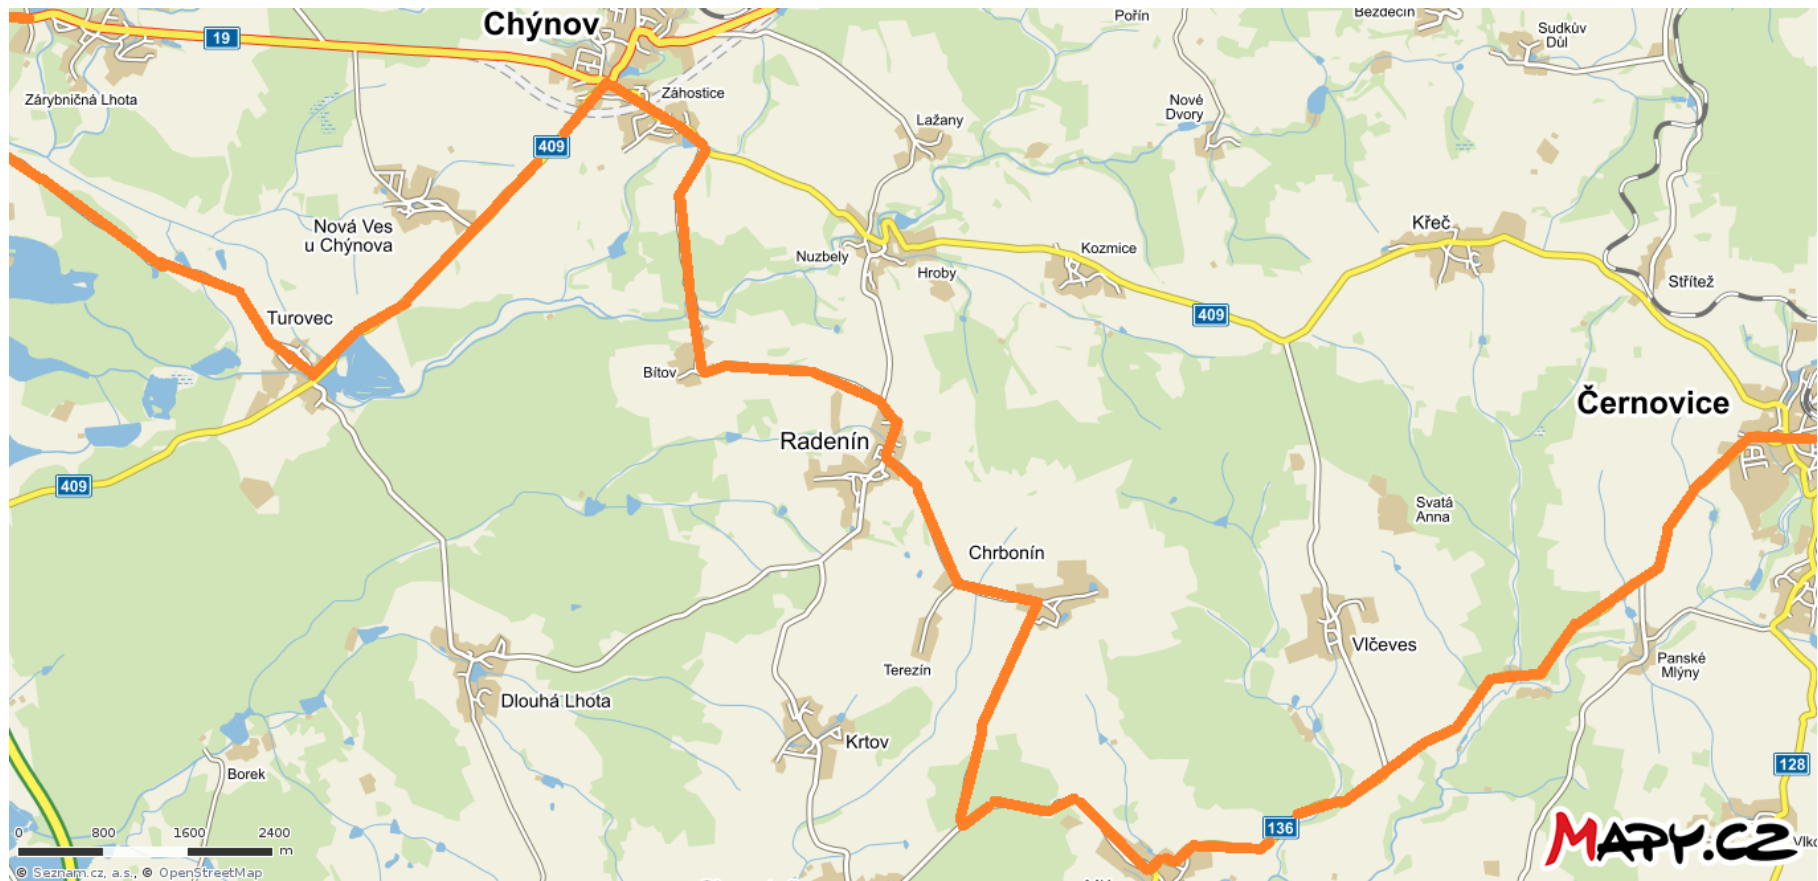 Chýnov
Pořín
Bezděčín
Sudkův
Důl
19
Zárybničná Lhota
Záhostice
Nové
Dvory
Lažany
409
Nová Ves
u Chýnova
Křeč
Nuzbely
Hroby
Kozmice
Střítež
Turovec
409
Bítov
Černovice
Radenín
409
Svatá
Anna
Chrbonín
Vlčeves
Terezín
Panské
Mlýny
Dlouhá Lhota
Krtov
Borek
128
136
Mapy.cz
0 800 1600 2400
m
© Seznam.cz, a.s., © OpenStreetMap